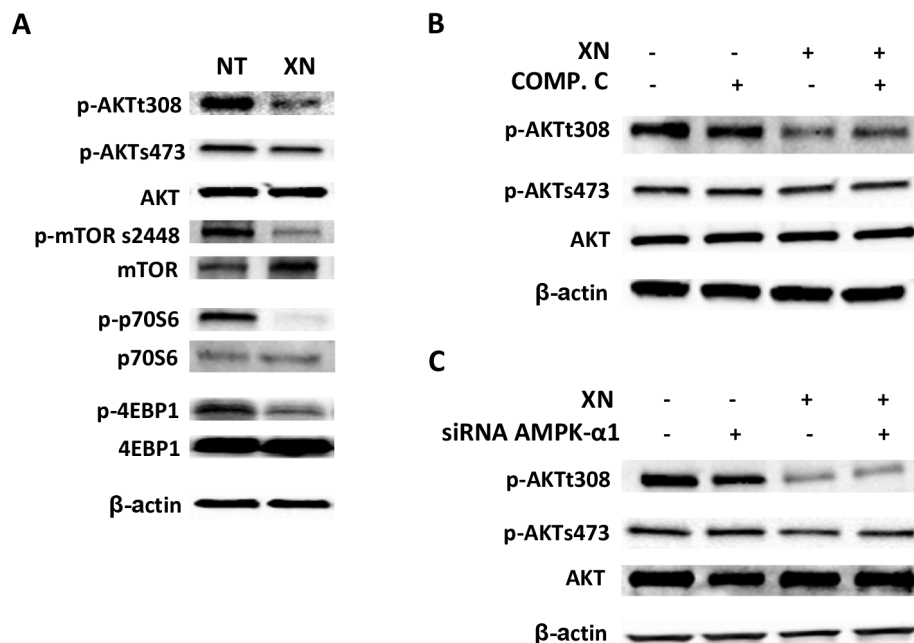 A
NT XN
p-AKTt308
p-AKTs473
AKT
p-mTOR s2448
mTOR
p-p70S6
p70S6
p-4EBP1
4EBP1
β-actin
B
XN - - + +
COMP. C - + - +
p-AKTt308
p-AKTs473
AKT
β-actin
C
XN - - + +
siRNA AMPK-α1 - + - +
p-AKTt308
p-AKTs473
AKT
β-actin